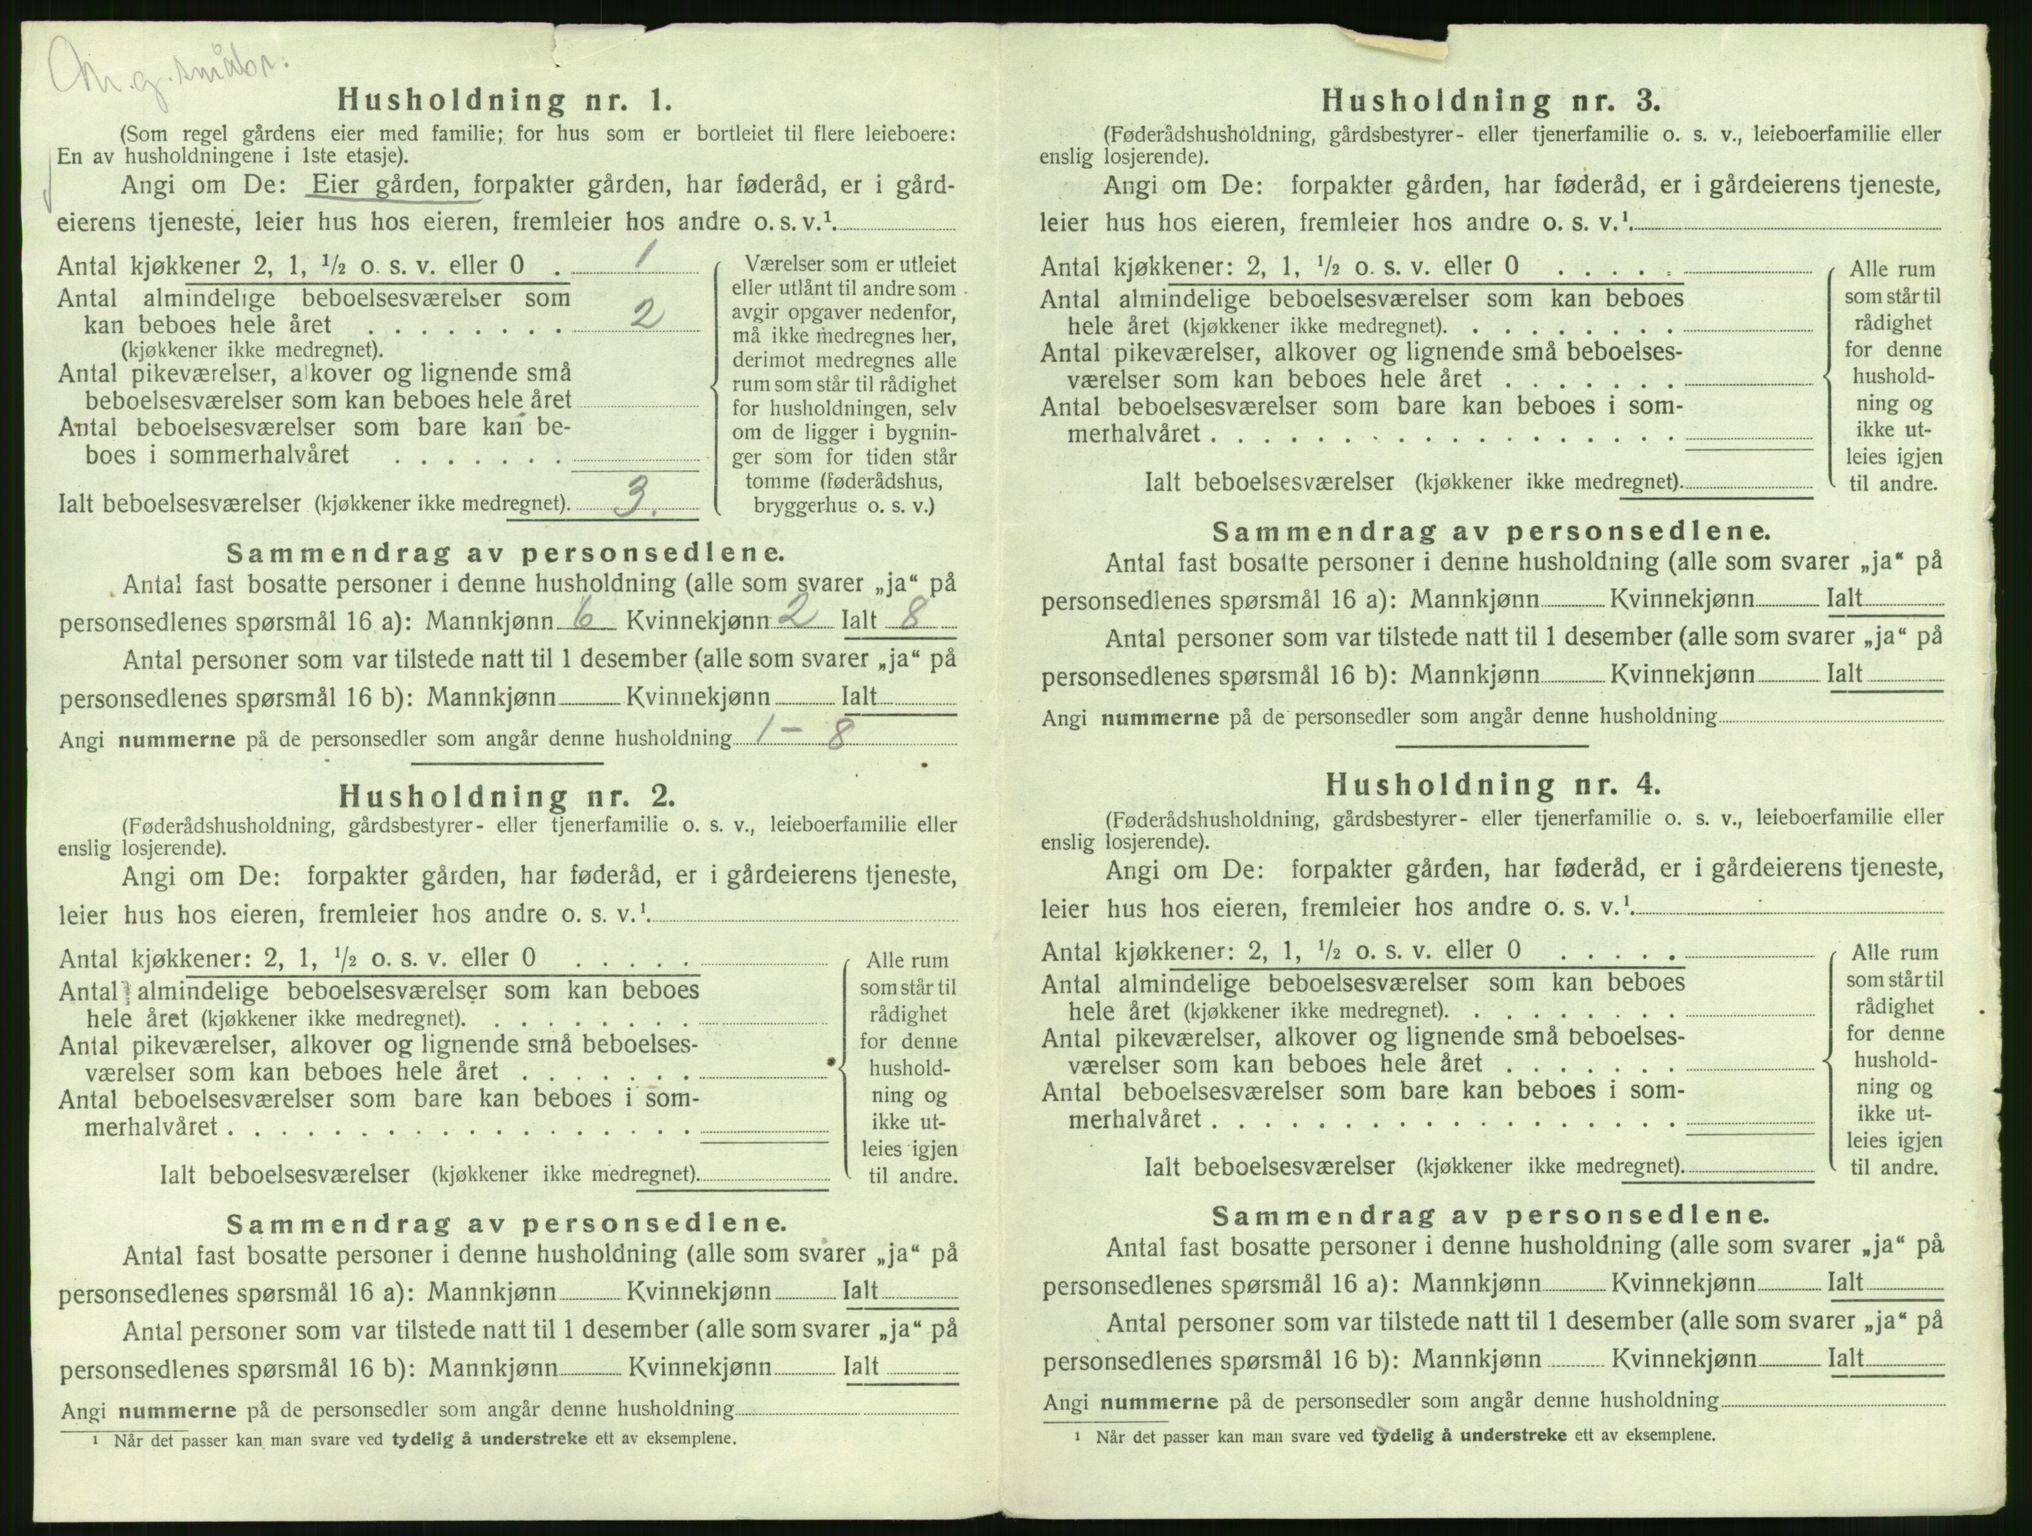 M. g. småbr.
Husholdning nr. 1.
(Som regel gårdens eier med familie; for hus som er bortleiet til flere leieboere:
En av husholdningene i 1ste etasje).
Angi om De: Eier gården, forpakter gården, har føderåd, er i gård-
eierens tjeneste, leier hus hos eieren, fremleier hos andre o. s. v.¹.
Antal kjøkkener 2, 1, ½ o. s. v. eller 0 . 1
Antal almindelige beboelsesværelser som
kan beboes hele året . . . . . . . . 2
(kjøkkener ikke medregnet).
Antal pikeværelser, alkover og lignende små
beboelsesværelser som kan beboes hele året
Antal beboelsesværelser som bare kan be-
boes i sommerhalvåret . . . . . . .
Ialt beboelsesværelser (kjøkkener ikke medregnet). 3.
Værelser som er utleiet
eller utlånt til andre som
avgir opgaver nedenfor,
må ikke medregnes her,
derimot medregnes alle
rum som står til rådighet
for husholdningen, selv
om de ligger i bygnin-
ger som for tiden står
tomme (føderådshus,
bryggerhus o. s. v.)
Sammendrag av personsedlene.
Antal fast bosatte personer i denne husholdning (alle som svarer „ja“ på
personsedlenes spørsmål 16 a): Mannkjønn 6 Kvinnekjønn 2 Ialt 8
Antal personer som var tilstede natt til 1 desember (alle som svarer „ja“ på
personsedlenes spørsmål 16 b): Mannkjønn Kvinnekjønn Ialt
Angi nummerne på de personsedler som angår denne husholdning 1 - 8
Husholdning nr. 2.
(Føderådshusholdning, gårdsbestyrer- eller tjenerfamilie o. s. v., leieboerfamilie eller
enslig losjerende).
Angi om De: forpakter gården, har føderåd, er i gårdeierens tjeneste,
leier hus hos eieren, fremleier hos andre o. s. v.¹.
Antal kjøkkener: 2, 1, ½ o. s. v. eller 0 . . . . .
Antal almindelige beboelsesværelser som kan beboes
hele året (kjøkkener ikke medregnet). . . . . . . . .
Antal pikeværelser, alkover og lignende små beboelses-
værelser som kan beboes hele året . . . . . . .
Antal beboelsesværelser som bare kan beboes i som-
merhalvåret . . . . . . . . . . . . . . . . . .
Ialt beboelsesværelser (kjøkkener ikke medregnet).
Alle rum
som står til
rådighet
for denne
hushold-
ning og
ikke ut-
leies igjen
til andre.
Sammendrag av personsedlene.
Antal fast bosatte personer i denne husholdning (alle som svarer „ja“ på
personsedlenes spørsmål 16 a): Mannkjønn Kvinnekjønn Ialt
Antal personer som var tilstede natt til 1 desember (alle som svarer „ja“ på
personsedlenes spørsmål 16 b): Mannkjønn Kvinnekjønn Ialt
Angi nummerne på de personsedler som angår denne husholdning
¹ Når det passer kan man svare ved tydelig å understreke ett av eksemplene.
Husholdning nr. 3.
(Føderådshusholdning, gårdsbestyrer- eller tjenerfamilie o. s. v., leieboerfamilie eller
enslig losjerende).
Angi om De: forpakter gården, har føderåd, er i gårdeierens tjeneste,
leier hus hos eieren, fremleier hos andre o. s. v.¹.
Antal kjøkkener: 2, 1, ½ o. s. v. eller 0 . . . . .
Antal almindelige beboelsesværelser som kan beboes
hele året (kjøkkener ikke medregnet). . . . . . . . .
Antal pikeværelser, alkover og lignende små beboelses-
værelser som kan beboes hele året . . . . . . .
Antal beboelsesværelser som bare kan beboes i som-
merhalvåret . . . . . . . . . . . . . . . . . .
Ialt beboelsesværelser (kjøkkener ikke medregnet).
Alle rum
som står til
rådighet
for denne
hushold-
ning og
ikke ut-
leies igjen
til andre.
Sammendrag av personsedlene.
Antal fast bosatte personer i denne husholdning (alle som svarer „ja“ på
personsedlenes spørsmål 16 a): Mannkjønn Kvinnekjønn Ialt
Antal personer som var tilstede natt til 1 desember (alle som svarer „ja“ på
personsedlenes spørsmål 16 b): Mannkjønn Kvinnekjønn Ialt
Angi nummerne på de personsedler som angår denne husholdning
Husholdning nr. 4.
(Føderådshusholdning, gårdsbestyrer- eller tjenerfamilie o. s. v., leieboerfamilie eller
enslig losjerende).
Angi om De: forpakter gården, har føderåd, er i gårdeierens tjeneste,
leier hus hos eieren, fremleier hos andre o. s. v.¹.
Antal kjøkkener: 2, 1, ½ o. s. v. eller 0 . . . . .
Antal almindelige beboelsesværelser som kan beboes
hele året (kjøkkener ikke medregnet). . . . . . . . .
Antal pikeværelser, alkover og lignende små beboelses-
værelser som kan beboes hele året . . . . . . .
Antal beboelsesværelser som bare kan beboes i som-
merhalvåret . . . . . . . . . . . . . . . . . .
Ialt beboelsesværelser (kjøkkener ikke medregnet).
Alle rum
som står til
rådighet
for denne
hushold-
ning og
ikke ut-
leies igjen
til andre.
Sammendrag av personsedlene.
Antal fast bosatte personer i denne husholdning (alle som svarer „ja“ på
personsedlenes spørsmål 16 a): Mannkjønn Kvinnekjønn Ialt
Antal personer som var tilstede natt til 1 desember (alle som svarer „ja“ på
personsedlenes spørsmål 16 b): Mannkjønn Kvinnekjønn Ialt
Angi nummerne på de personsedler som angår denne husholdning
¹ Når det passer kan man svare ved tydelig å understreke ett av eksemplene.